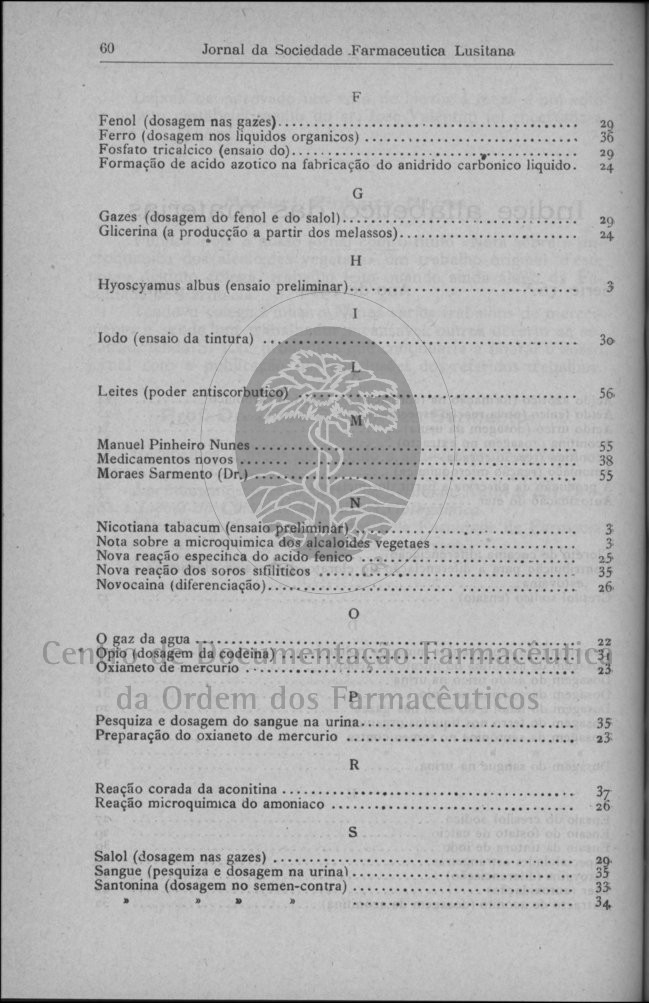 60 Jornal da Sociedade Farmaceutica Lusitana
F
Fenol (dosagem nas gazes) 29
Ferro (dosagem nos liquidos organicos) 36
Fosfato tricalcico (ensaio do) 29
Formação de acido azotico na fabricação do anidrido carbonico liquido. 24
G
Gazes (dosagem do fenol e do salol) 29
Glicerina (a producção a partir dos melassos) 24
H
Hyoscyamus albus (ensaio preliminar) 3
I
Iodo (ensaio da tintura) 30
L
Leites (poder antiscorbutico) 56
M
Manuel Pinheiro Nunes 55
Medicamentos novos 38
Moraes Sarmento (Dr.) 55
N
Nicotiana tabacum (ensaio preliminar) 3
Nota sobre a microquimica dos alcaloides vegetaes 3
Nova reação especifica do acido fenico 25
Nova reação dos soros sifiliticos 35
Novocaina (diferenciação) 26
O
O gaz da agua 22
Opio (dosagem da codeina) 31
Oxianeto de mercurio 23
Centro de Documentação Farmacêutica
da Ordem dos Farmacêuticos
P
Pesquiza e dosagem do sangue na urina 35
Preparação do oxianeto de mercurio 23
R
Reação corada da aconitina 37
Reação microquimica do amoniaco 26
S
Salol (dosagem nas gazes) 29
Sangue (pesquiza e dosagem na urina) 35
Santonina (dosagem no semen-contra) 33
» » » » 34